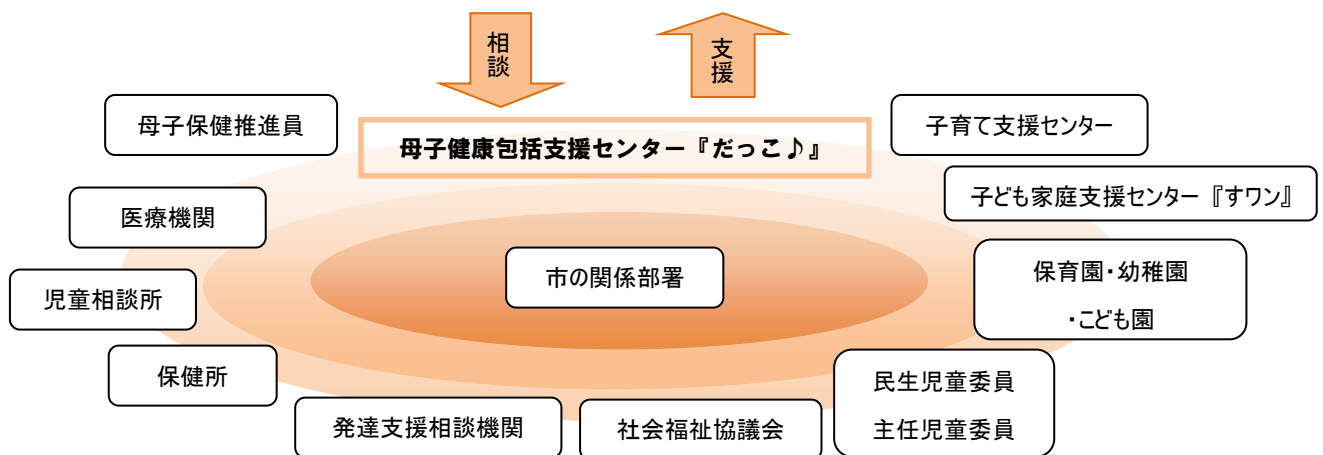 相談
支援
母子保健推進員
母子健康包括支援センター『だっこ♪』
子育て支援センター
子ども家庭支援センター『すワン』
医療機関
市の関係部署
保育園・幼稚園
・こども園
児童相談所
保健所
民生児童委員
主任児童委員
発達支援相談機関
社会福祉協議会